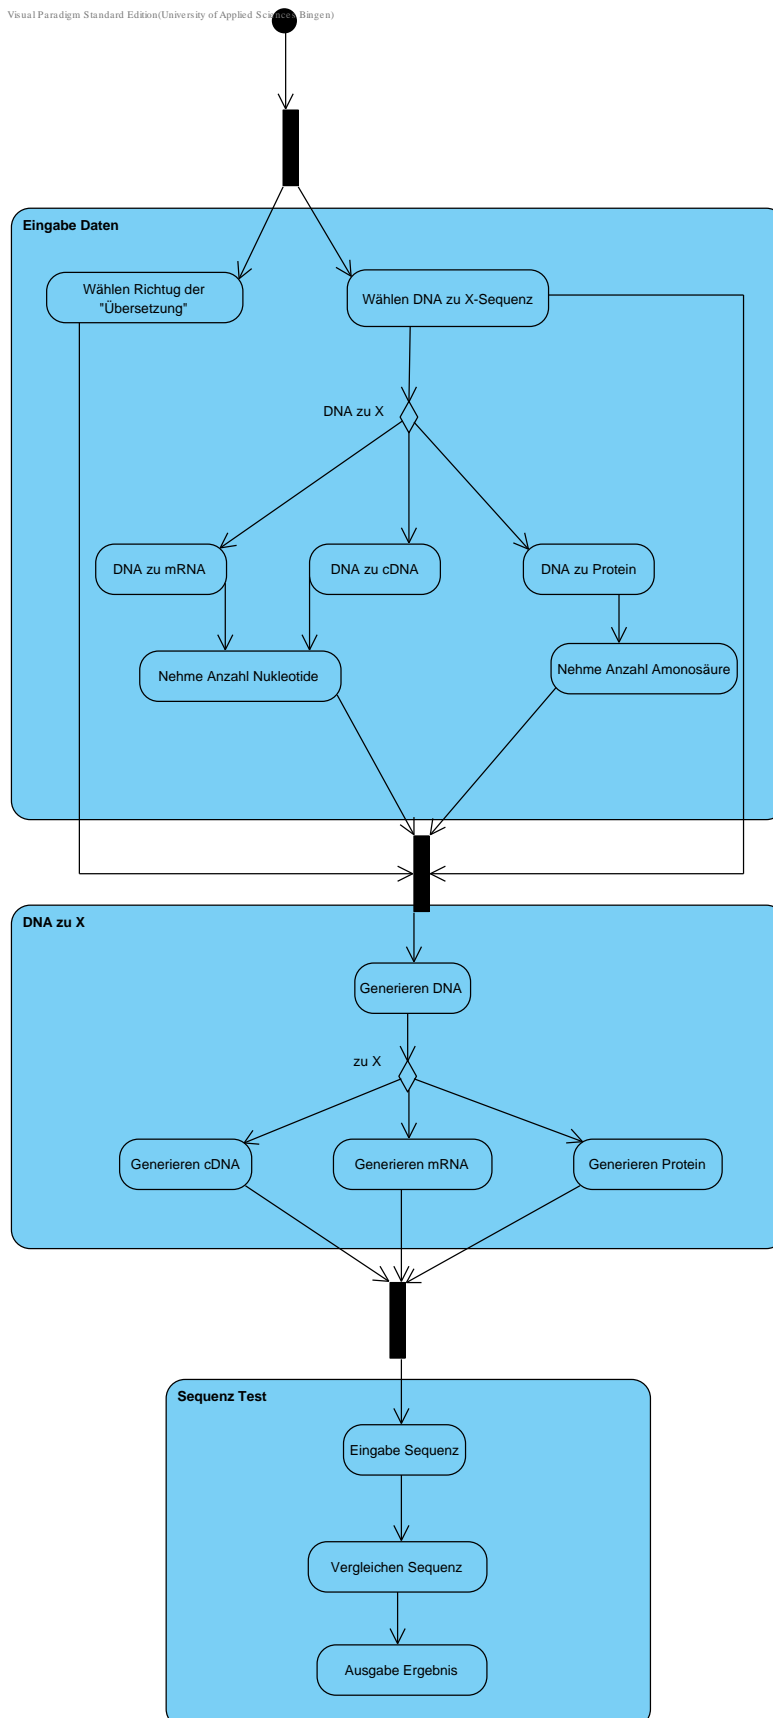 Visual Paradigm Standard Edition(University of Applied Sciences Bingen)
Eingabe Daten
Wählen Richtug der
"Übersetzung"
Wählen DNA zu X-Sequenz
DNA zu X
DNA zu mRNA
DNA zu cDNA
DNA zu Protein
Nehme Anzahl Nukleotide
Nehme Anzahl Amonosäure
DNA zu X
Generieren DNA
zu X
Generieren cDNA
Generieren mRNA
Generieren Protein
Sequenz Test
Eingabe Sequenz
Vergleichen Sequenz
Ausgabe Ergebnis